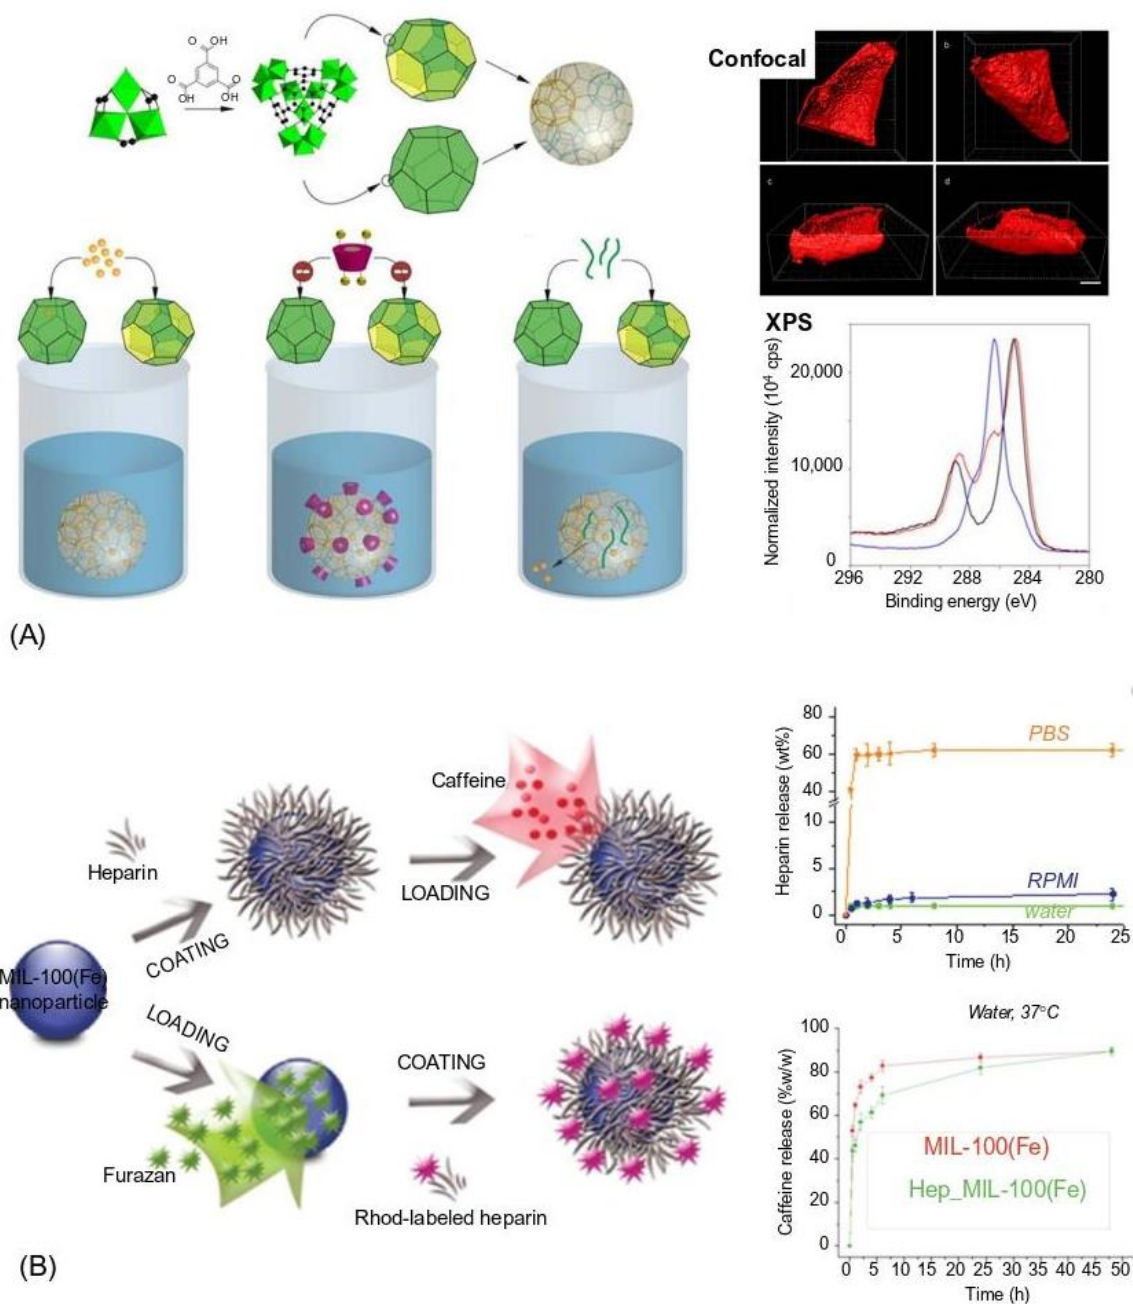 O
OH
O
OH
O
OH
Confocal
b
c
d
XPS
Normalized intensity (10⁴ cps)
20,000
10,000
0
296 292 288 284 280
Binding energy (eV)
(A)
Heparin
COATING
Caffeine
LOADING
MIL-100(Fe)
nanoparticle
LOADING
Furazan
COATING
Rhod-labeled heparin
Heparin release (wt%)
80
60
40
10
5
0
PBS
RPMI
water
0 5 10 15 20 25
Time (h)
Water, 37°C
Caffeine release (%w/w)
100
80
60
40
20
0
MIL-100(Fe)
Hep_MIL-100(Fe)
0 5 10 15 20 25 30 35 40 45 50
Time (h)
(B)